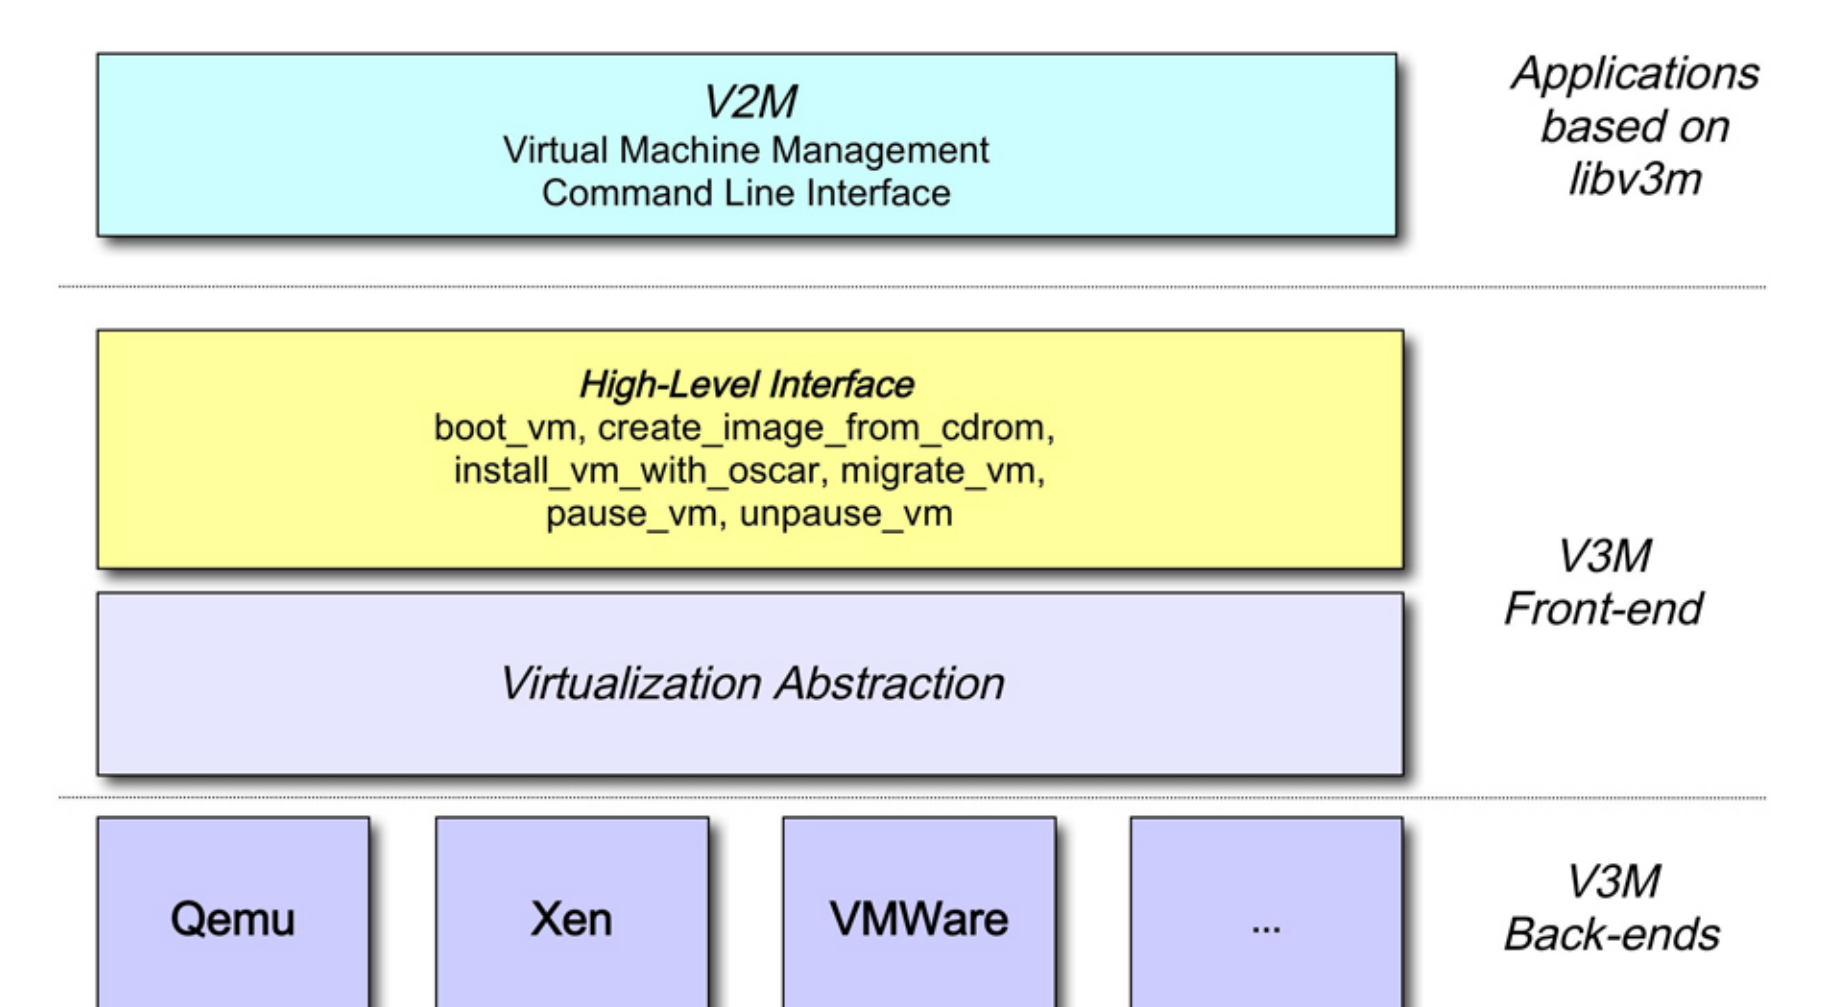 V2M
Virtual Machine Management
Command Line Interface
Applications
based on
libv3m
High-Level Interface
boot_vm, create_image_from_cdrom,
install_vm_with_oscar, migrate_vm,
pause_vm, unpause_vm
Virtualization Abstraction
V3M
Front-end
Qemu
Xen
VMWare
...
V3M
Back-ends